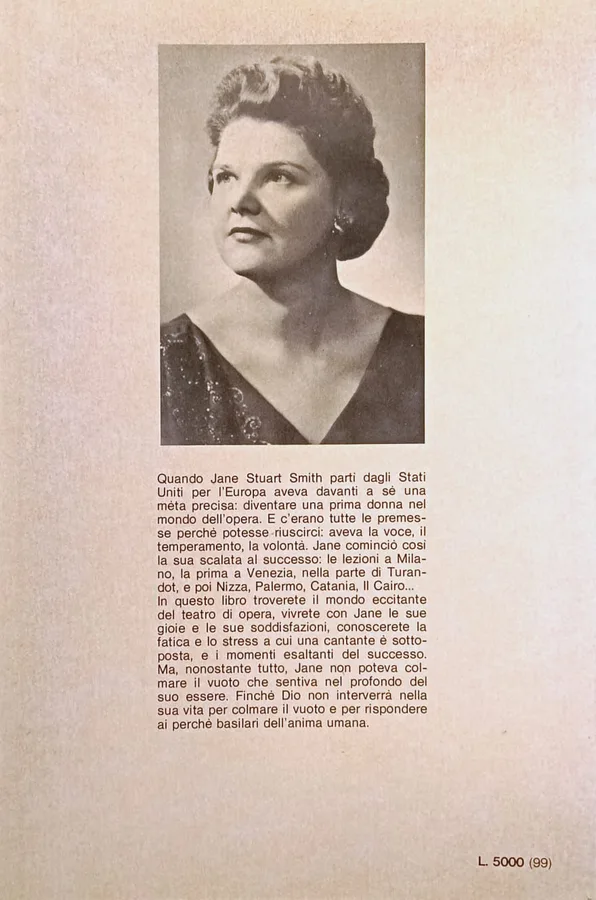 Quando Jane Stuart Smith partí dagli Stati
Uniti per l'Europa aveva davanti a sé una
mèta precisa: diventare una prima donna nel
mondo dell'opera. E c'erano tutte le premes-
se perché potesse riuscirci: aveva la voce, il
temperamento, la volontà. Jane cominciò così
la sua scalata al successo: le lezioni a Mila-
no, la prima a Venezia, nella parte di Turan-
dot, e poi Nizza, Palermo, Catania, Il Cairo...
In questo libro troverete il mondo eccitante
del teatro di opera, vivrete con Jane le sue
gioie e le sue soddisfazioni, conoscerete la
fatica e lo stress a cui una cantante è sotto-
posta, e i momenti esaltanti del successo.
Ma, nonostante tutto, Jane non poteva col-
mare il vuoto che sentiva nel profondo del
suo essere. Finché Dio non interverrà nella
sua vita per colmare il vuoto e per rispondere
ai perché basilari dell'anima umana.
L. 5000 (99)